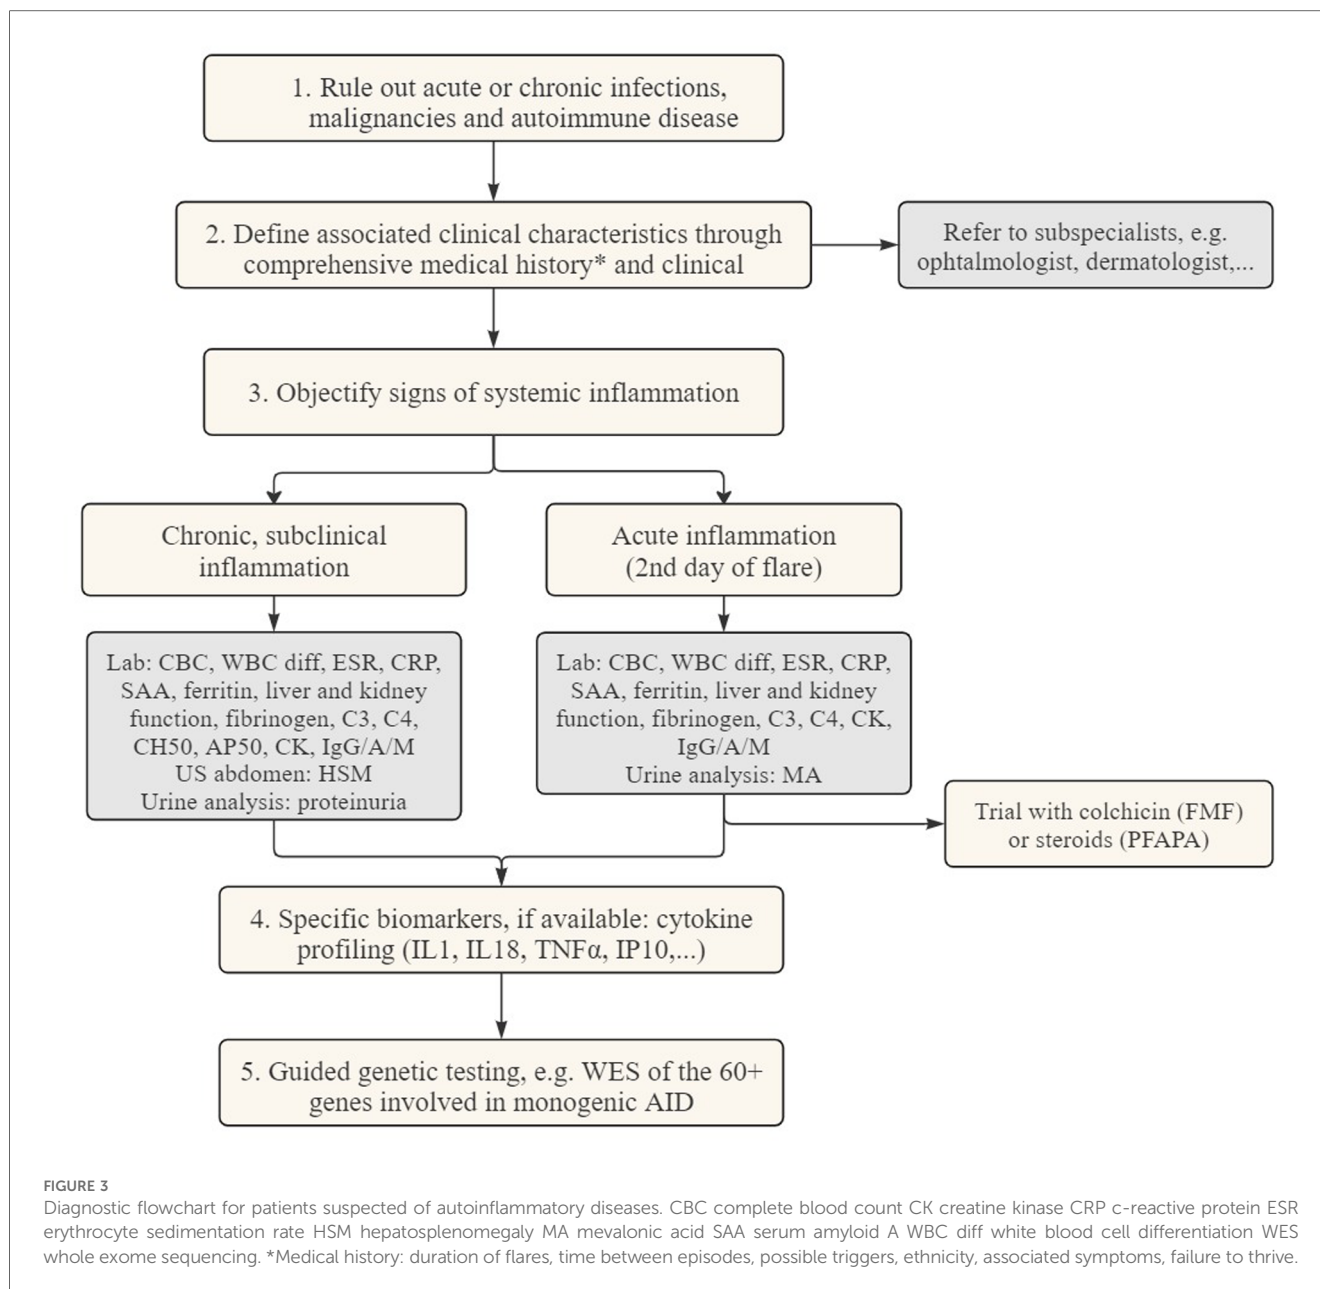 1. Rule out acute or chronic infections,
malignancies and autoimmune disease
2. Define associated clinical characteristics through
comprehensive medical history* and clinical
Refer to subspecialists, e.g.
ophtalmologist, dermatologist,...
3. Objectify signs of systemic inflammation
Chronic, subclinical
inflammation
Acute inflammation
(2nd day of flare)
Lab: CBC, WBC diff, ESR, CRP,
SAA, ferritin, liver and kidney
function, fibrinogen, C3, C4,
CH50, AP50, CK, IgG/A/M
US abdomen: HSM
Urine analysis: proteinuria
Lab: CBC, WBC diff, ESR, CRP,
SAA, ferritin, liver and kidney
function, fibrinogen, C3, C4, CK,
IgG/A/M
Urine analysis: MA
Trial with colchicin (FMF)
or steroids (PFAPA)
4. Specific biomarkers, if available: cytokine
profiling (IL1, IL18, TNFα, IP10,...)
5. Guided genetic testing, e.g. WES of the 60+
genes involved in monogenic AID
FIGURE 3
Diagnostic flowchart for patients suspected of autoinflammatory diseases. CBC complete blood count CK creatine kinase CRP c-reactive protein ESR
erythrocyte sedimentation rate HSM hepatosplenomegaly MA mevalonic acid SAA serum amyloid A WBC diff white blood cell differentiation WES
whole exome sequencing. *Medical history: duration of flares, time between episodes, possible triggers, ethnicity, associated symptoms, failure to thrive.